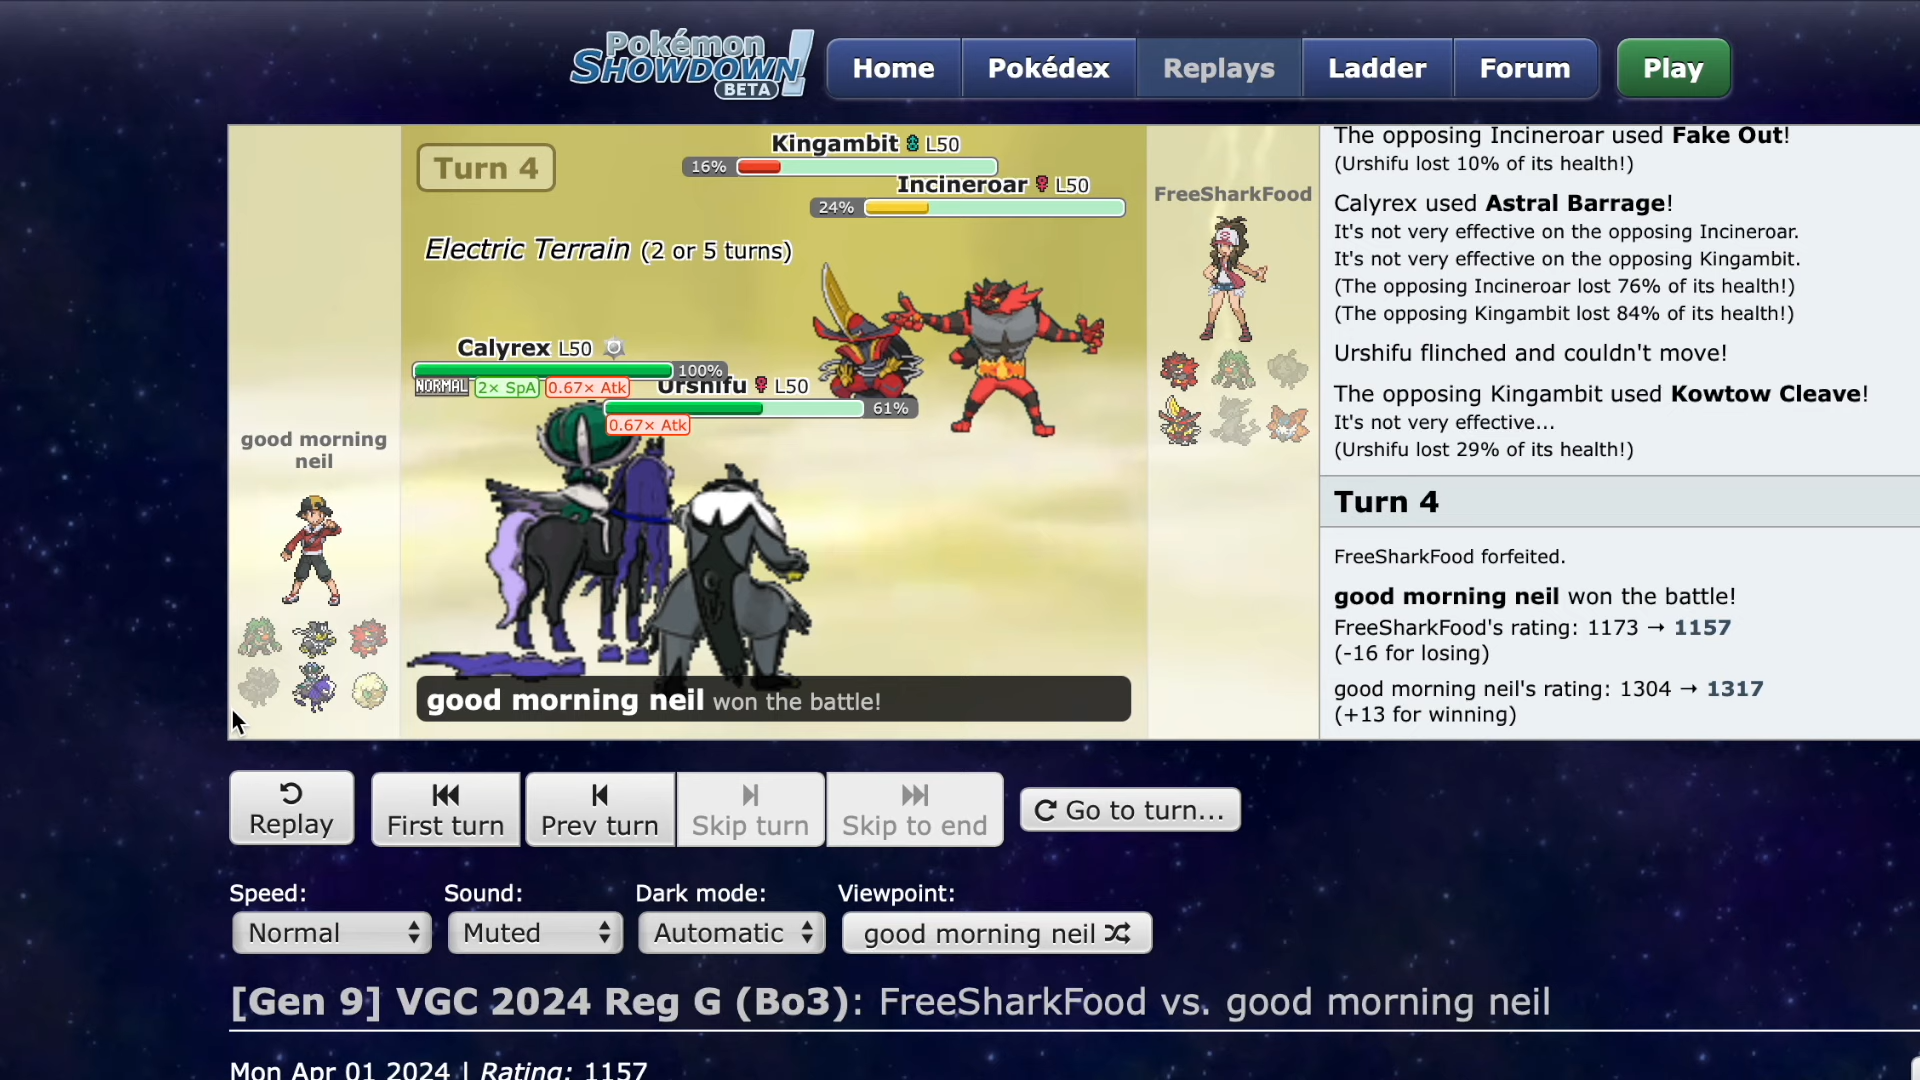 Pokémon
SHOWDOWN!
BETA
Home
Pokédex
Replays
Ladder
Forum
Play
Turn 4
Kingambit L50
16%
Incineroar L50
24%
Electric Terrain (2 or 5 turns)
Calyrex L50
100%
NORMAL 2× SpA 0.67× Atk
Urshifu L50
61%
0.67× Atk
good morning
neil
FreeSharkFood
good morning neil won the battle!
The opposing Incineroar used Fake Out!
(Urshifu lost 10% of its health!)
Calyrex used Astral Barrage!
It's not very effective on the opposing Incineroar.
It's not very effective on the opposing Kingambit.
(The opposing Incineroar lost 76% of its health!)
(The opposing Kingambit lost 84% of its health!)
Urshifu flinched and couldn't move!
The opposing Kingambit used Kowtow Cleave!
It's not very effective...
(Urshifu lost 29% of its health!)
Turn 4
FreeSharkFood forfeited.
good morning neil won the battle!
FreeSharkFood's rating: 1173 → 1157
(-16 for losing)
good morning neil's rating: 1304 → 1317
(+13 for winning)
Replay
First turn
Prev turn
Skip turn
Skip to end
Go to turn...
Speed:
Sound:
Dark mode:
Viewpoint:
Normal
Muted
Automatic
good morning neil
[Gen 9] VGC 2024 Reg G (Bo3): FreeSharkFood vs. good morning neil
Mon Apr 01 2024 | Rating: 1157